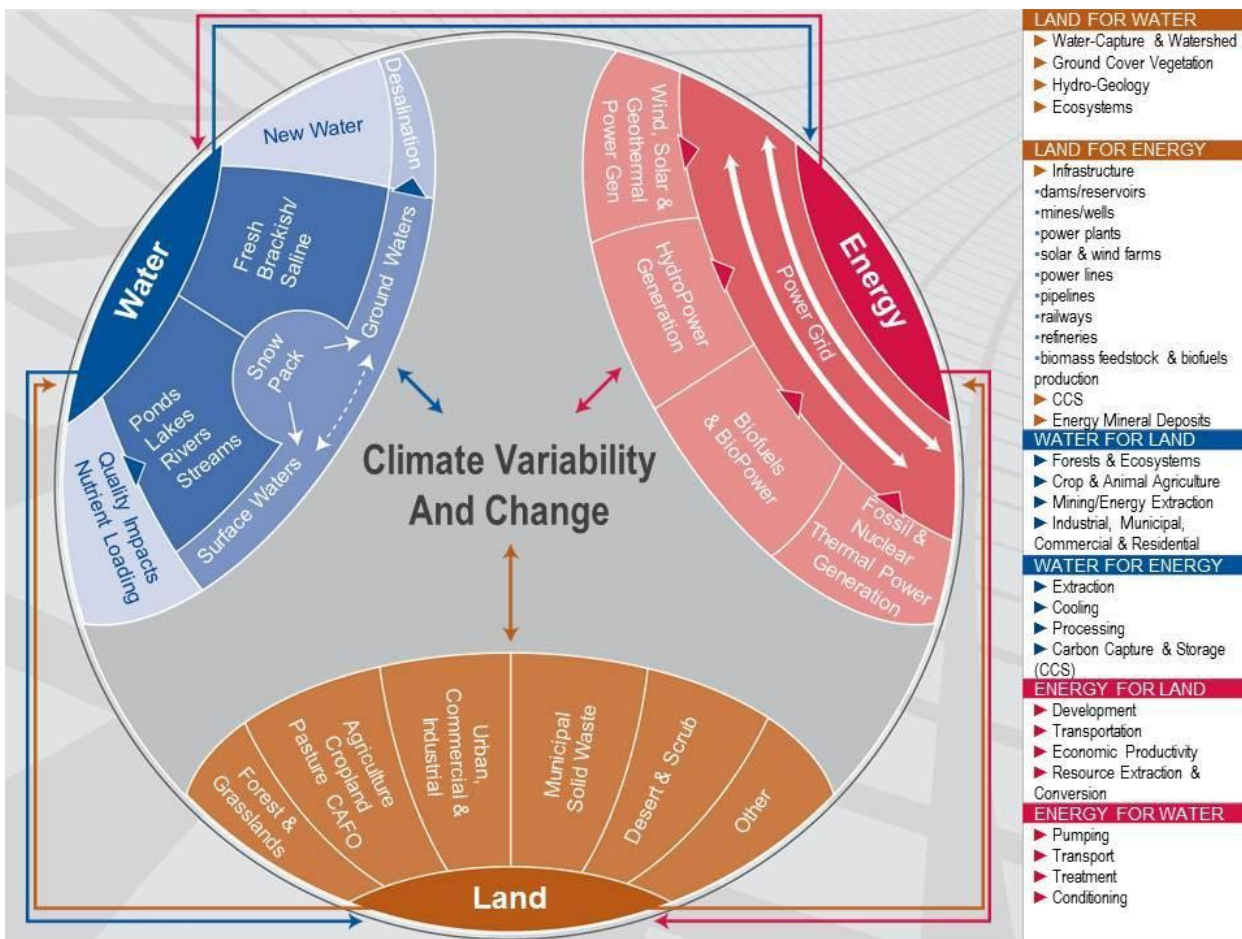 Water
New Water
Desalination
Fresh
Brackish/
Saline
Ground Waters
Snow
Pack
Ponds
Lakes
Rivers
Streams
Surface Waters
Quality Impacts
Nutrient Loading
Energy
Power Grid
Wind, Solar &
Geothermal
Power Gen
HydroPower
Generation
Biofuels
& BioPower
Fossil &
Nuclear
Thermal Power
Generation
Climate Variability
And Change
Forest &
Grasslands
Agriculture
Cropland
Pasture CAFO
Urban,
Commercial &
Industrial
Municipal
Solid Waste
Desert & Scrub
Other
Land
LAND FOR WATER
► Water-Capture & Watershed
► Ground Cover Vegetation
► Hydro-Geology
► Ecosystems
LAND FOR ENERGY
► Infrastructure
▪dams/reservoirs
▪mines/wells
▪power plants
▪solar & wind farms
▪power lines
▪pipelines
▪railways
▪refineries
▪biomass feedstock & biofuels
production
► CCS
► Energy Mineral Deposits
WATER FOR LAND
► Forests & Ecosystems
► Crop & Animal Agriculture
► Mining/Energy Extraction
► Industrial, Municipal,
Commercial & Residential
WATER FOR ENERGY
► Extraction
► Cooling
► Processing
► Carbon Capture & Storage
(CCS)
ENERGY FOR LAND
► Development
► Transportation
► Economic Productivity
► Resource Extraction &
Conversion
ENERGY FOR WATER
► Pumping
► Transport
► Treatment
► Conditioning